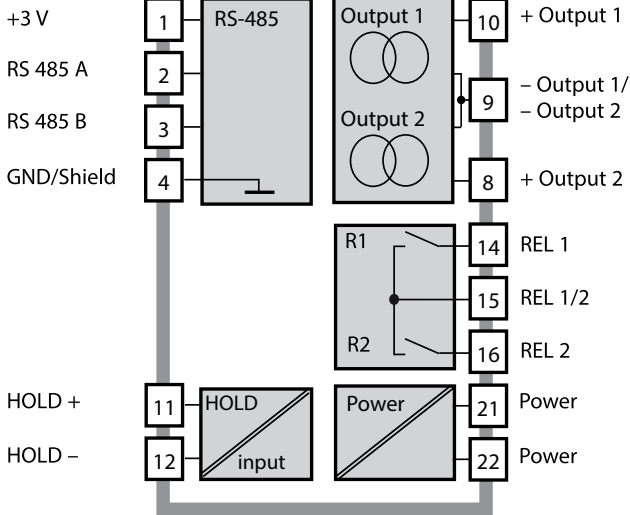 +3 V
1
RS-485
Output 1
10
+ Output 1
RS 485 A
2
9
– Output 1/
– Output 2
RS 485 B
3
Output 2
GND/Shield
4
8
+ Output 2
R1
14
REL 1
15
REL 1/2
R2
16
REL 2
HOLD +
11
HOLD
Power
21
Power
HOLD –
12
input
22
Power